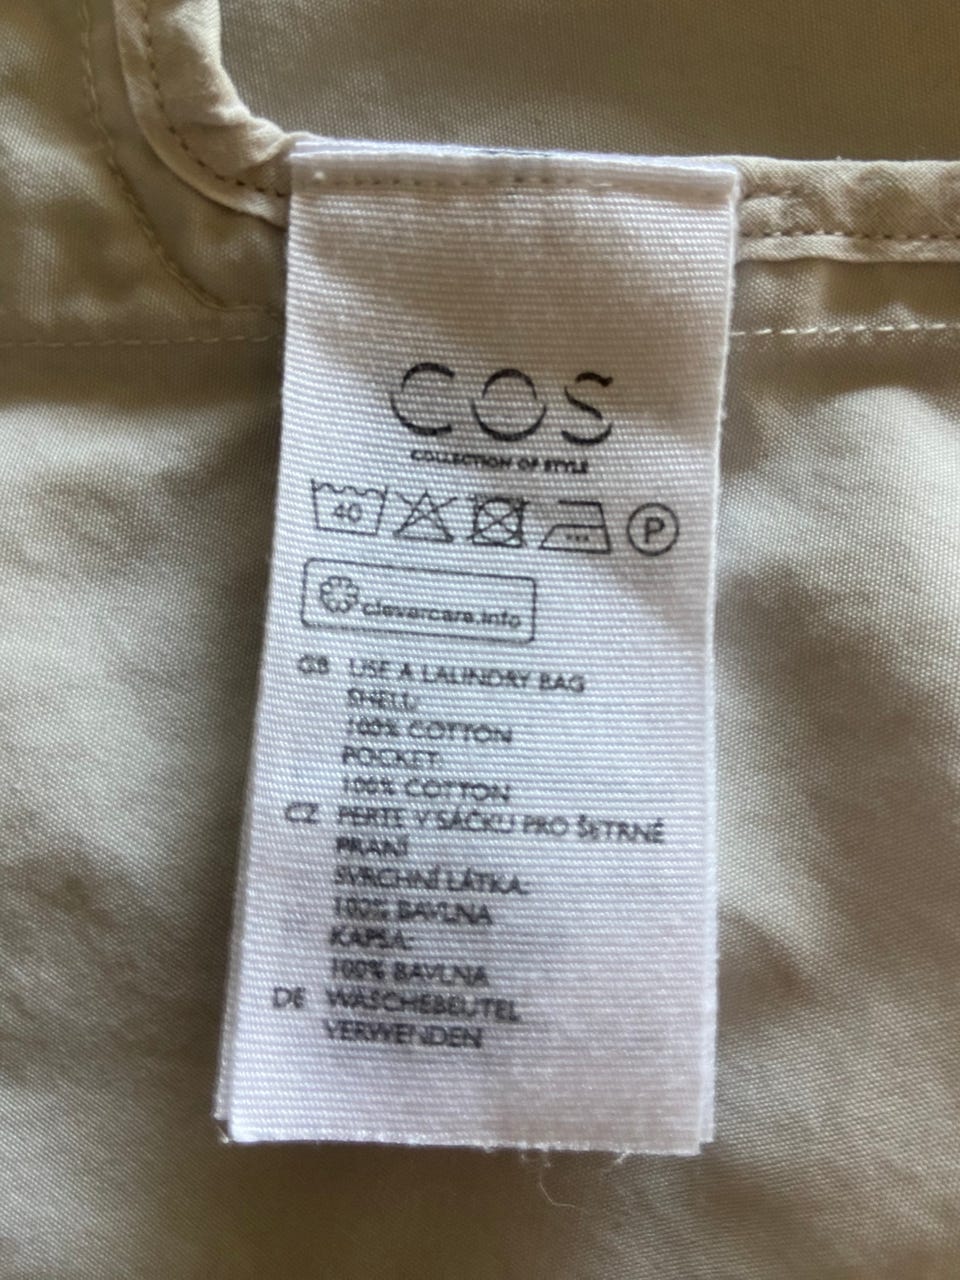 COS
COLLECTION OF STYLE
40 P
clevercare.info
GB USE A LAUNDRY BAG
SHELL:
100% COTTON
POCKET:
100% COTTON
CZ PERTE V SÁČKU PRO ŠETRNÉ
PRANÍ
SVRCHNÍ LÁTKA:
100% BAVLNA
KAPSA:
100% BAVLNA
DE WÄSCHEBEUTEL
VERWENDEN